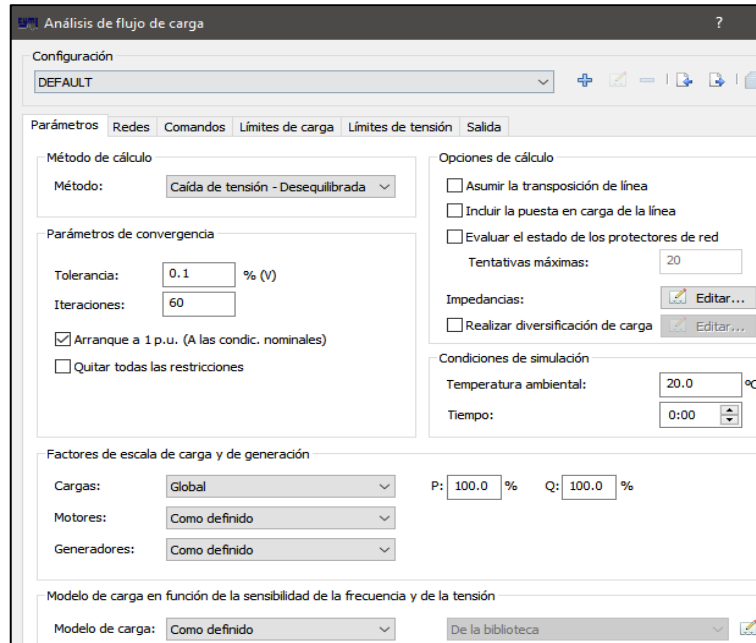 Análisis de flujo de carga ?
Configuración
DEFAULT
Parámetros Redes Comandos Límites de carga Límites de tensión Salida
Método de cálculo
Método: Caída de tensión - Desequilibrada
Parámetros de convergencia
Tolerancia: 0.1 % (V)
Iteraciones: 60
Arranque a 1 p.u. (A las condic. nominales)
Quitar todas las restricciones
Opciones de cálculo
Asumir la transposición de línea
Incluir la puesta en carga de la línea
Evaluar el estado de los protectores de red
Tentativas máximas: 20
Impedancias: Editar...
Realizar diversificación de carga Editar...
Condiciones de simulación
Temperatura ambiental: 20.0 ºC
Tiempo: 0:00
Factores de escala de carga y de generación
Cargas: Global P: 100.0 % Q: 100.0 %
Motores: Como definido
Generadores: Como definido
Modelo de carga en función de la sensibilidad de la frecuencia y de la tensión
Modelo de carga: Como definido De la biblioteca